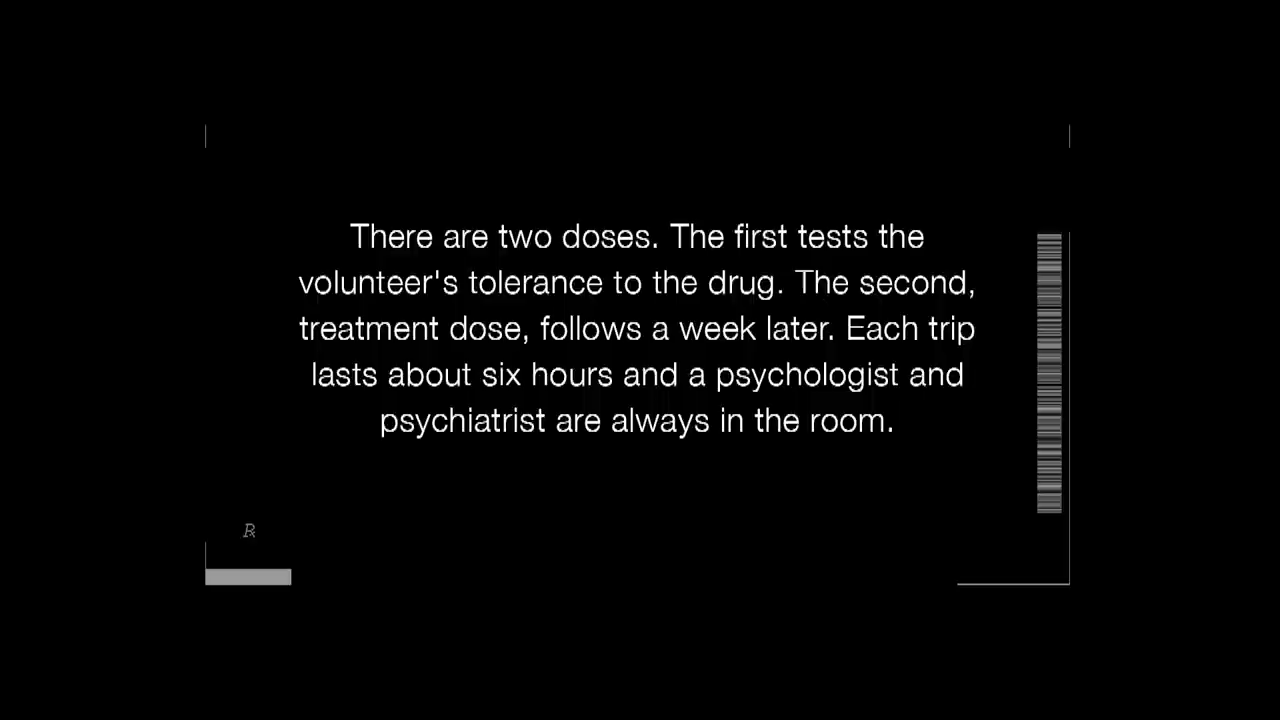 There are two doses. The first tests the
volunteer's tolerance to the drug. The second,
treatment dose, follows a week later. Each trip
lasts about six hours and a psychologist and
psychiatrist are always in the room.
℞